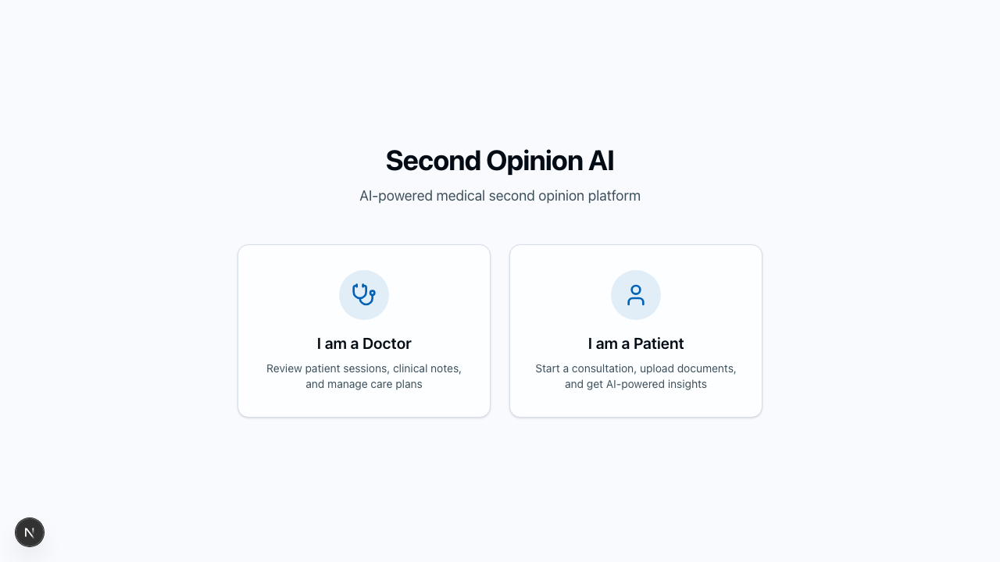 Second Opinion AI
AI-powered medical second opinion platform
I am a Doctor
Review patient sessions, clinical notes,
and manage care plans
I am a Patient
Start a consultation, upload documents,
and get AI-powered insights
N